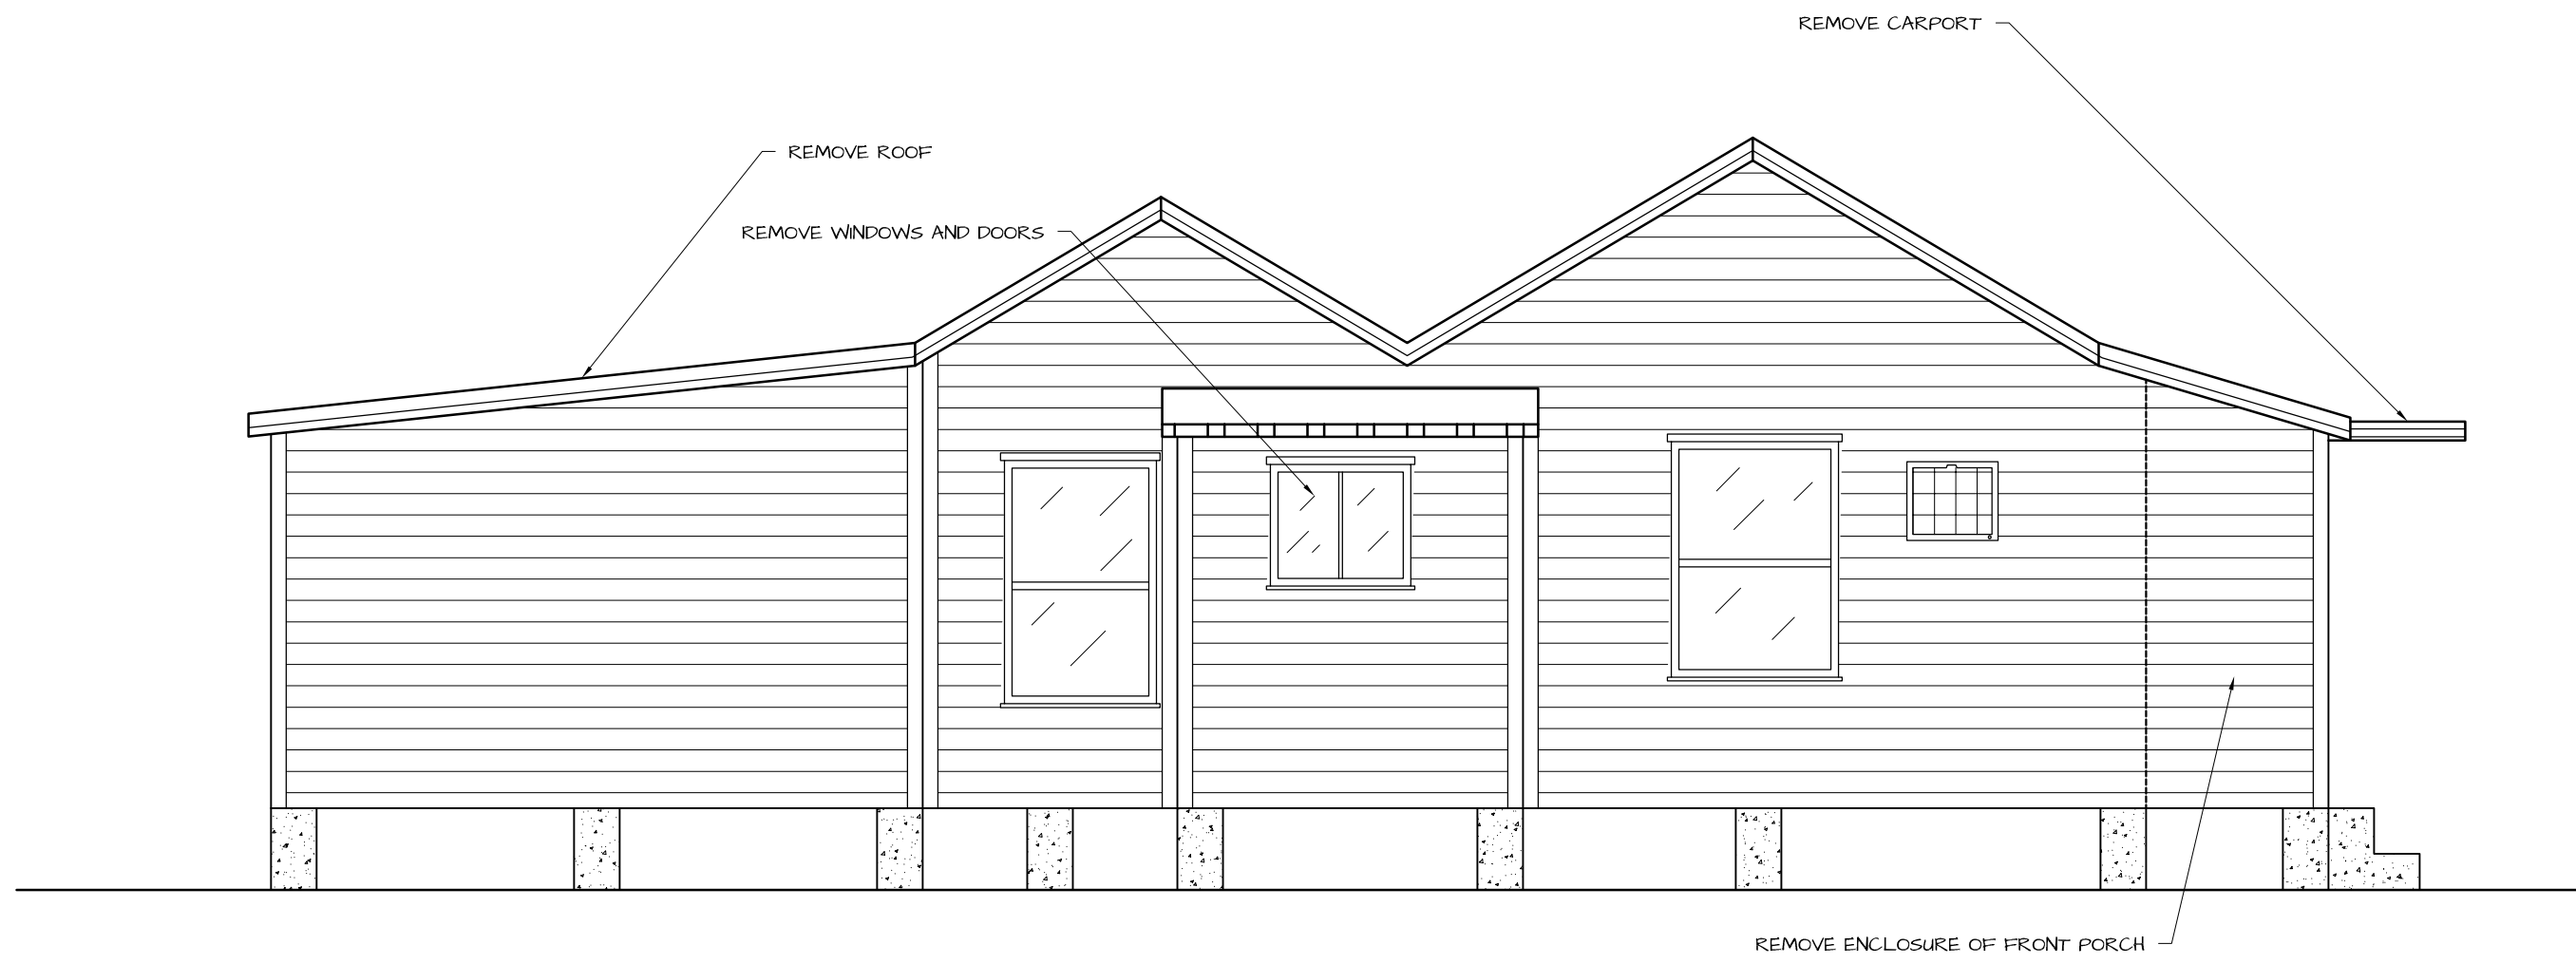 REMOVE CARPORT
REMOVE ROOF
REMOVE WINDOWS AND DOORS
REMOVE ENCLOSURE OF FRONT PORCH